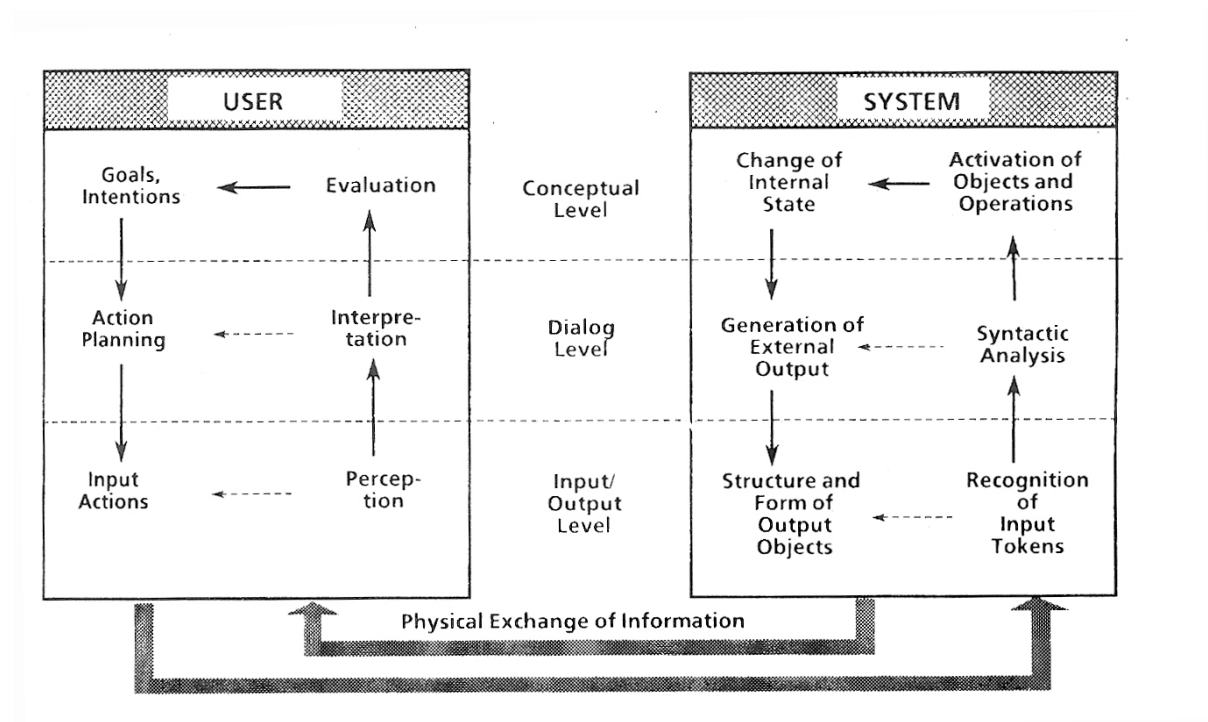 USER
SYSTEM
Goals,
Intentions
Evaluation
Conceptual
Level
Change of
Internal
State
Activation of
Objects and
Operations
Action
Planning
Interpre-
tation
Dialog
Level
Generation of
External
Output
Syntactic
Analysis
Input
Actions
Percep-
tion
Input/
Output
Level
Structure and
Form of
Output
Objects
Recognition
of
Input
Tokens
Physical Exchange of Information